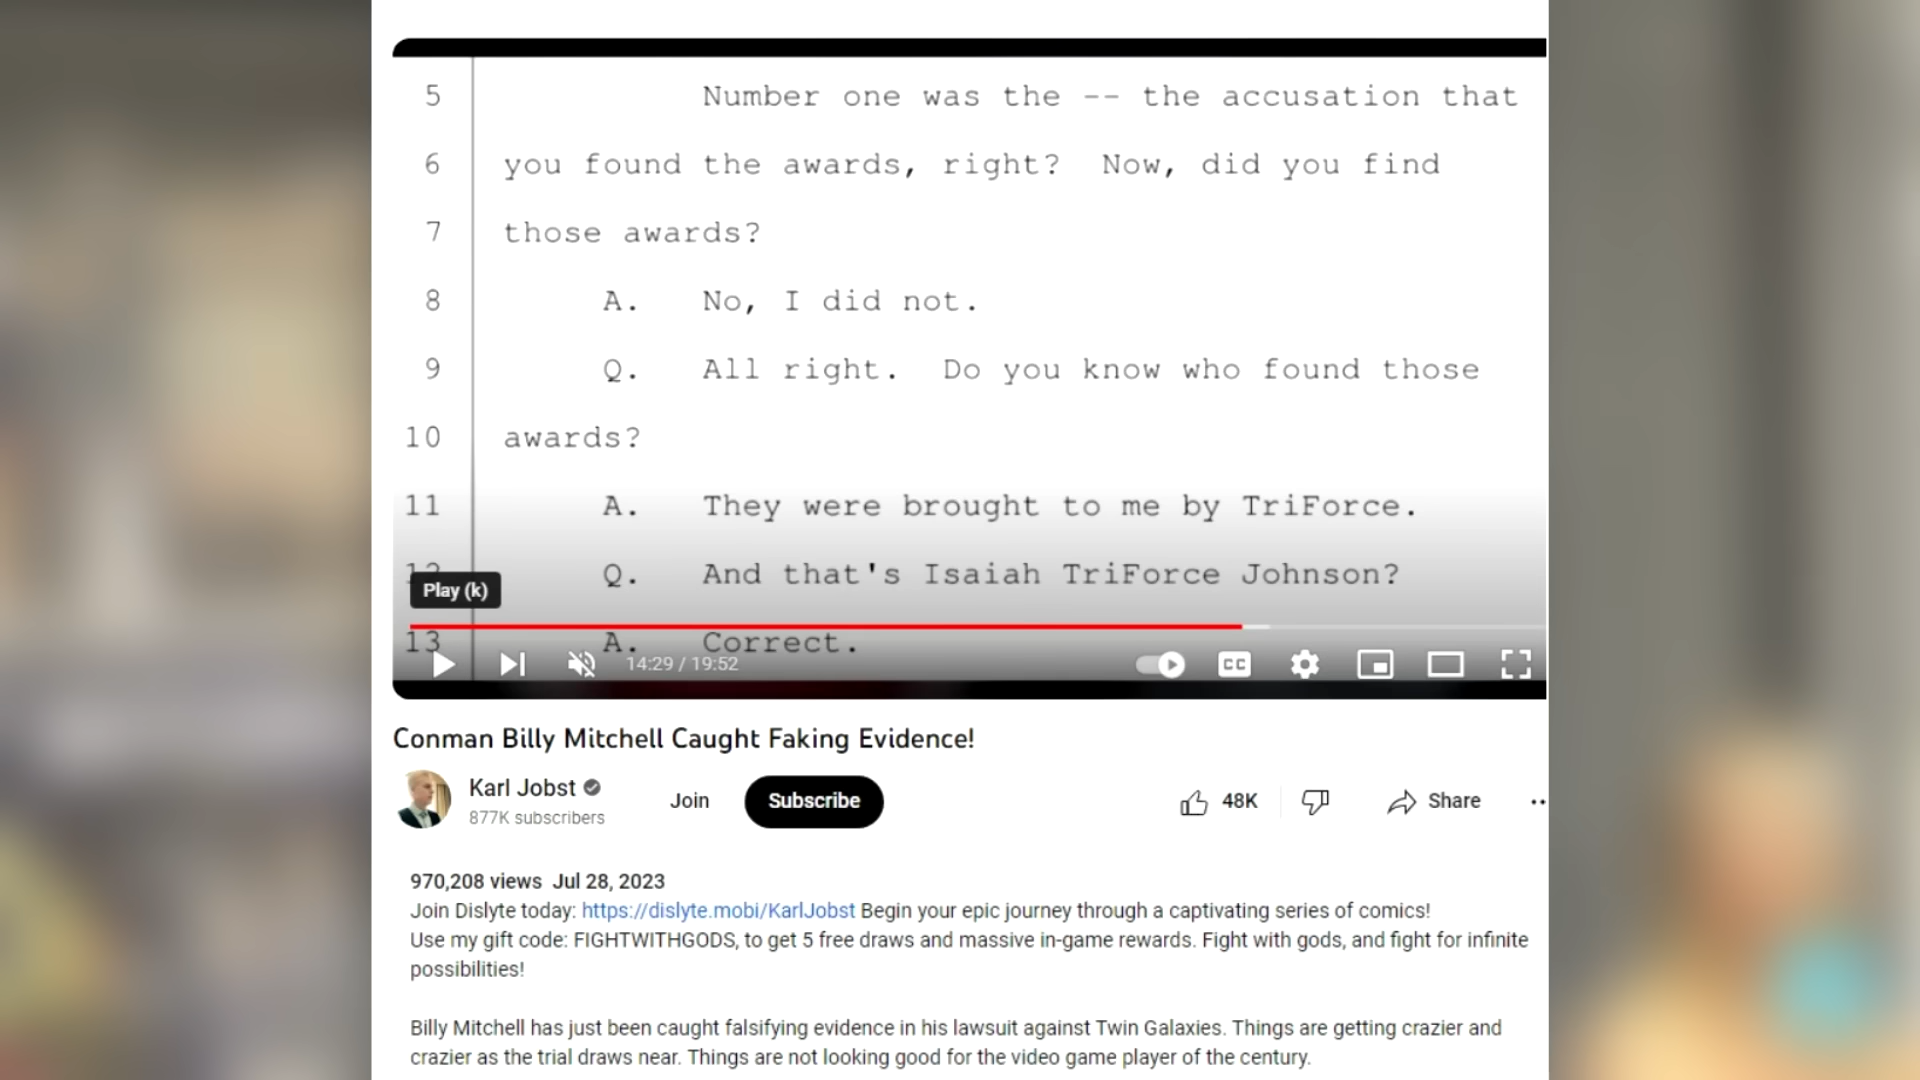 5 Number one was the -- the accusation that
6 you found the awards, right? Now, did you find
7 those awards?
8 A. No, I did not.
9 Q. All right. Do you know who found those
10 awards?
11 A. They were brought to me by TriForce.
12 Q. And that's Isaiah TriForce Johnson?
Play (k)
13 A. Correct.
14:29 / 19:52
CC
Conman Billy Mitchell Caught Faking Evidence!
Karl Jobst
877K subscribers
Join
Subscribe
48K
Share
970,208 views Jul 28, 2023
Join Dislyte today: https://dislyte.mobi/KarlJobst Begin your epic journey through a captivating series of comics!
Use my gift code: FIGHTWITHGODS, to get 5 free draws and massive in-game rewards. Fight with gods, and fight for infinite
possibilities!
Billy Mitchell has just been caught falsifying evidence in his lawsuit against Twin Galaxies. Things are getting crazier and
crazier as the trial draws near. Things are not looking good for the video game player of the century.